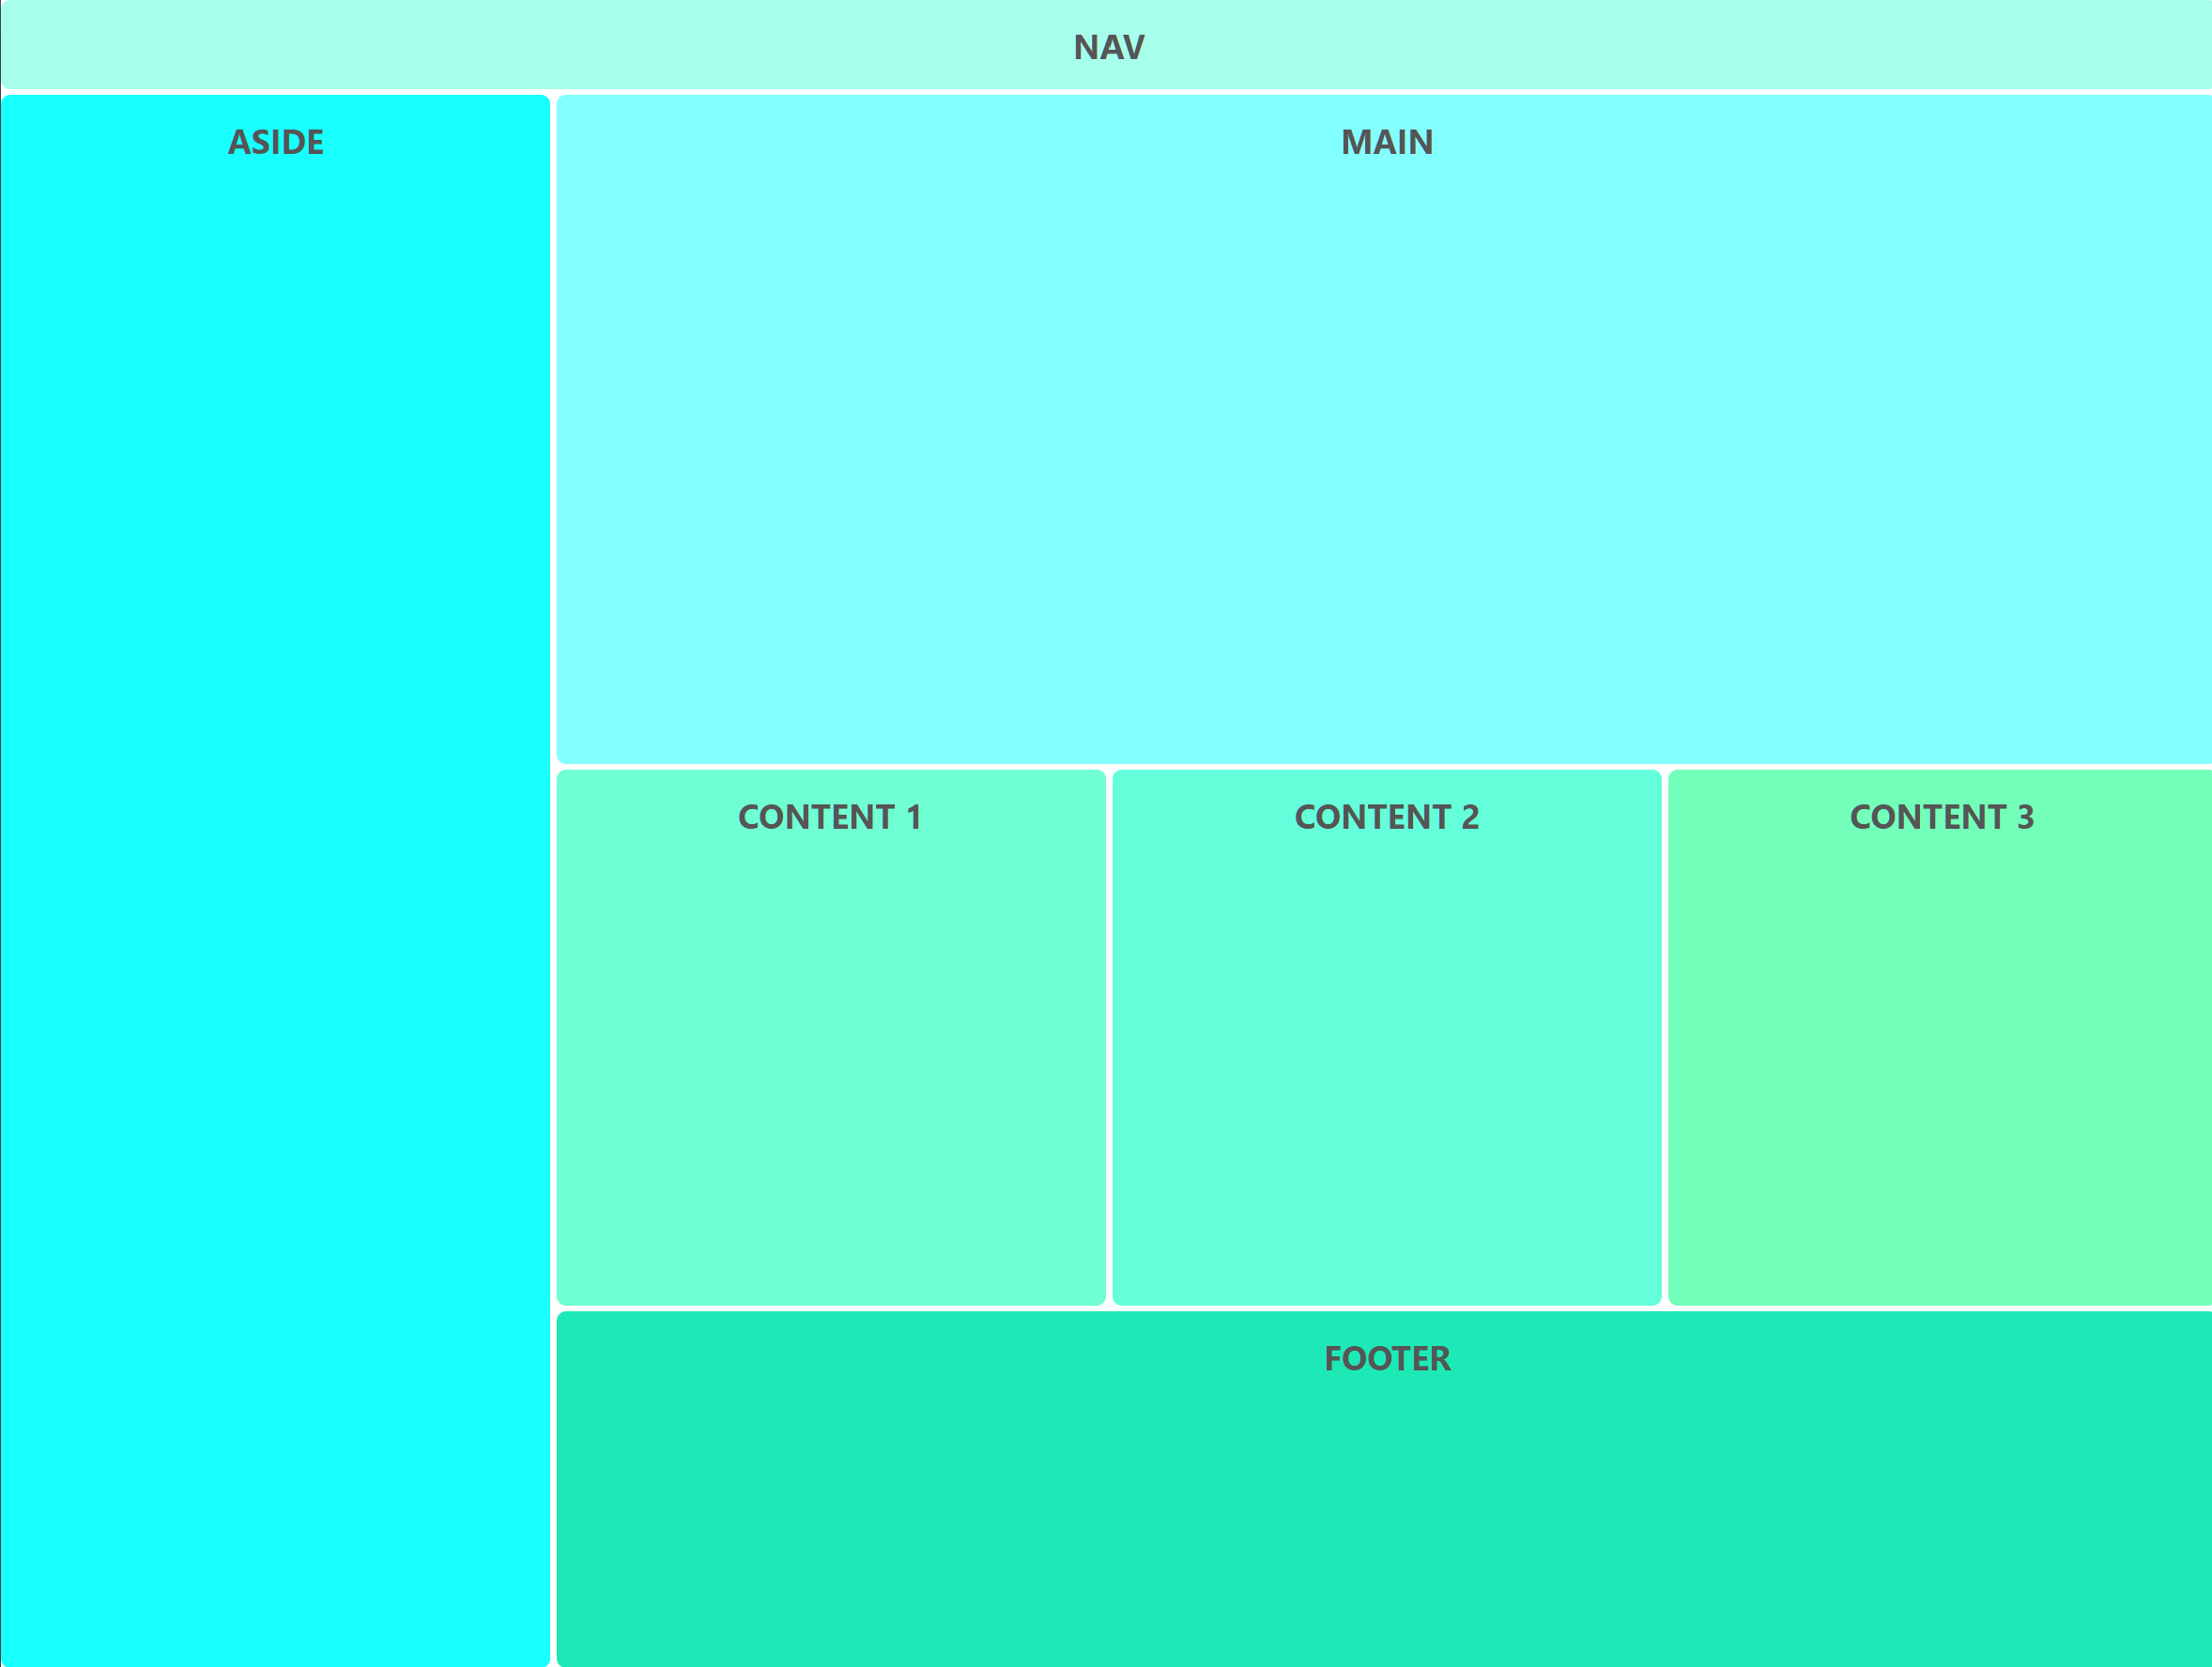 NAV
ASIDE
MAIN
CONTENT 1
CONTENT 2
CONTENT 3
FOOTER